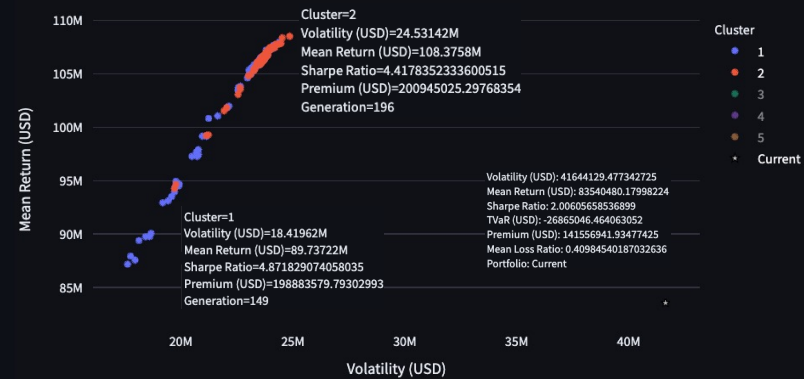 110M
105M
100M
95M
90M
85M
Mean Return (USD)
20M
25M
30M
35M
40M
Volatility (USD)
Cluster=2
Volatility (USD)=24.53142M
Mean Return (USD)=108.3758M
Sharpe Ratio=4.4178352333600515
Premium (USD)=200945025.29768354
Generation=196
Cluster=1
Volatility (USD)=18.41962M
Mean Return (USD)=89.73722M
Sharpe Ratio=4.871829074058035
Premium (USD)=198883579.79302993
Generation=149
Volatility (USD): 41644129.477342725
Mean Return (USD): 83540480.17998224
Sharpe Ratio: 2.00605658536899
TVaR (USD): -26865046.464063052
Premium (USD): 141556941.93477425
Mean Loss Ratio: 0.40984540187032636
Portfolio: Current
Cluster
1
2
3
4
5
Current